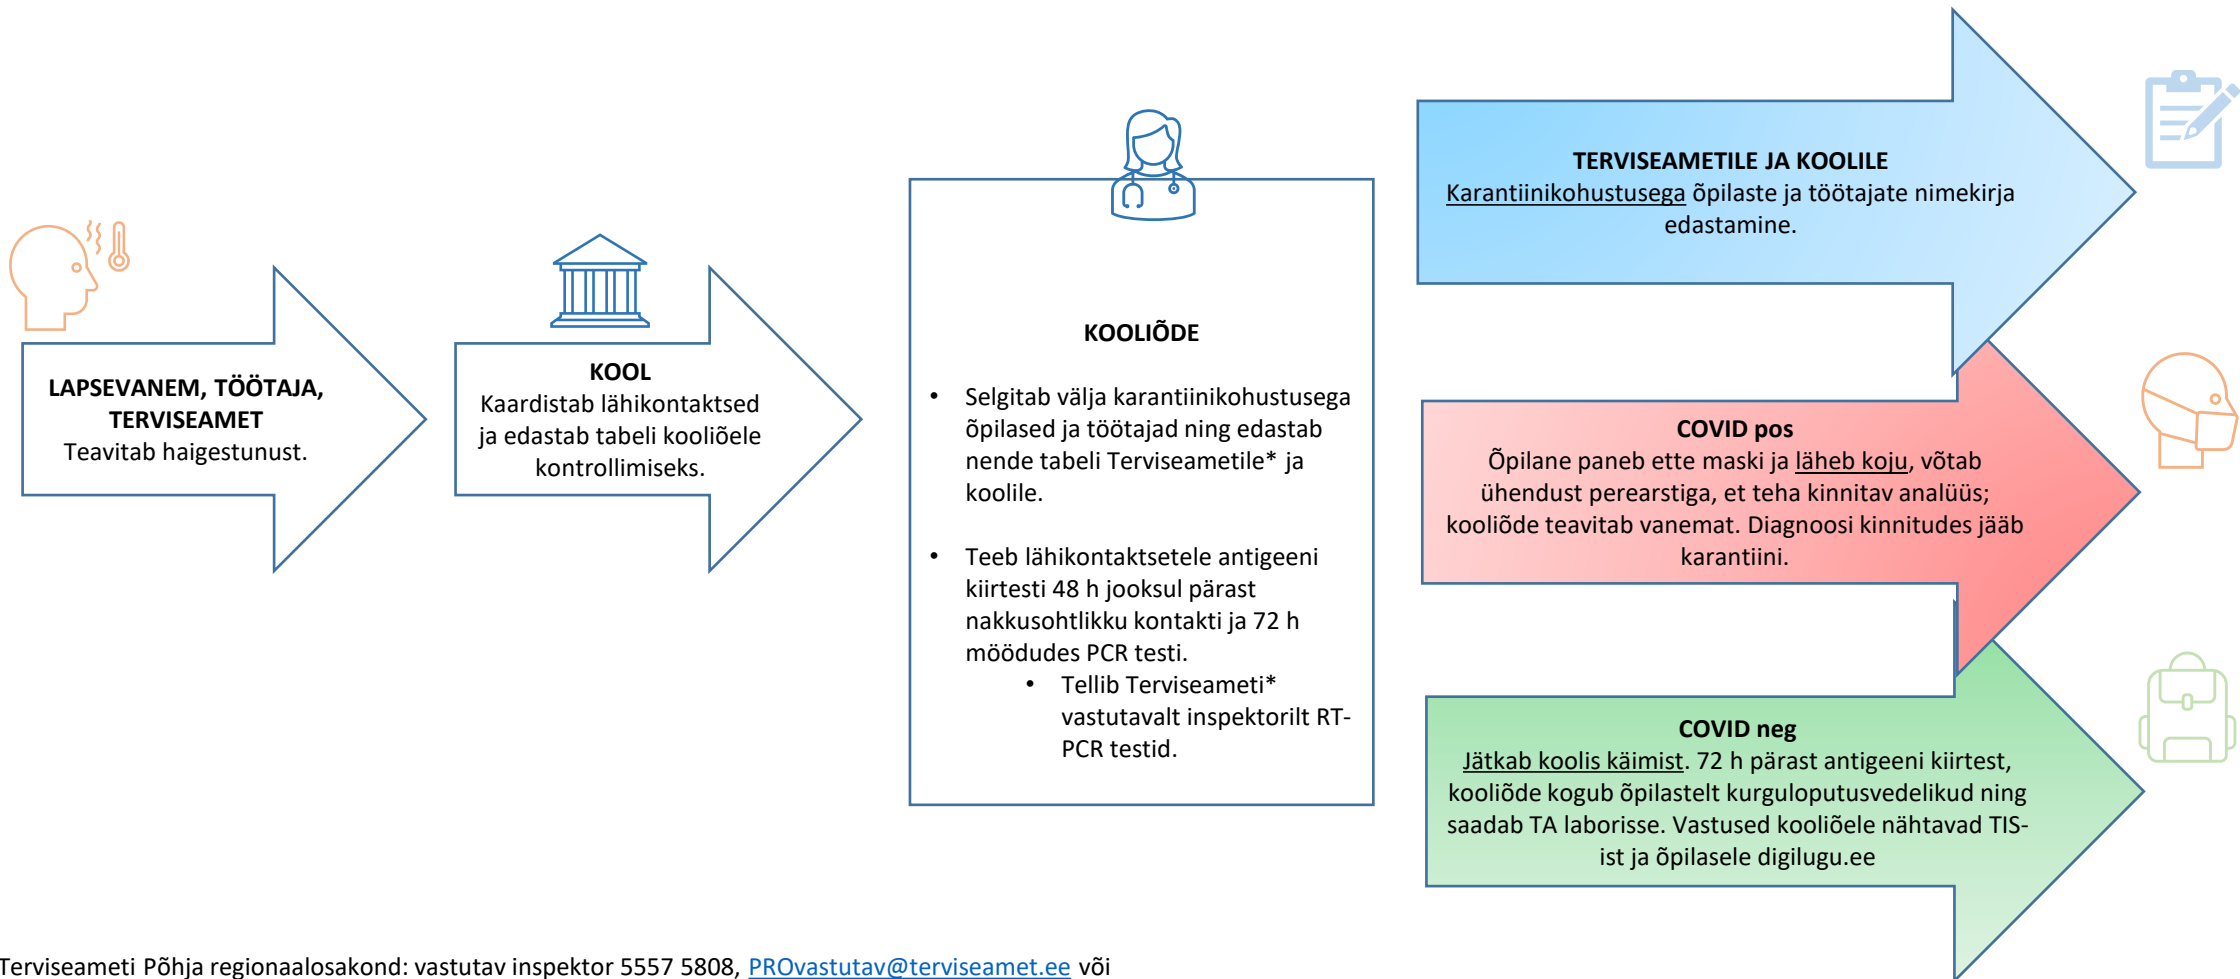 LAPSEVANEM, TÖÖTAJA,
TERVISEAMET
Teavitab haigestunust.
KOOL
Kaardistab lähikontaktsed
ja edastab tabeli kooliõele
kontrollimiseks.
KOOLIÕDE
• Selgitab välja karantiinikohustusega
õpilased ja töötajad ning edastab
nende tabeli Terviseametile* ja
koolile.
• Teeb lähikontaktsetele antigeeni
kiirtesti 48 h jooksul pärast
nakkusohtlikku kontakti ja 72 h
möödudes PCR testi.
• Tellib Terviseameti*
vastutavalt inspektorilt RT-
PCR testid.
TERVISEAMETILE JA KOOLILE
Karantiinikohustusega õpilaste ja töötajate nimekirja
edastamine.
COVID pos
Õpilane paneb ette maski ja läheb koju, võtab
ühendust perearstiga, et teha kinnitav analüüs;
kooliõde teavitab vanemat. Diagnoosi kinnitudes jääb
karantiini.
COVID neg
Jätkab koolis käimist. 72 h pärast antigeeni kiirtest,
kooliõde kogub õpilastelt kurguloputusvedelikud ning
saadab TA laborisse. Vastused kooliõele nähtavad TIS-
ist ja õpilasele digilugu.ee
Terviseameti Põhja regionaalosakond: vastutav inspektor 5557 5808, PROvastutav@terviseamet.ee või